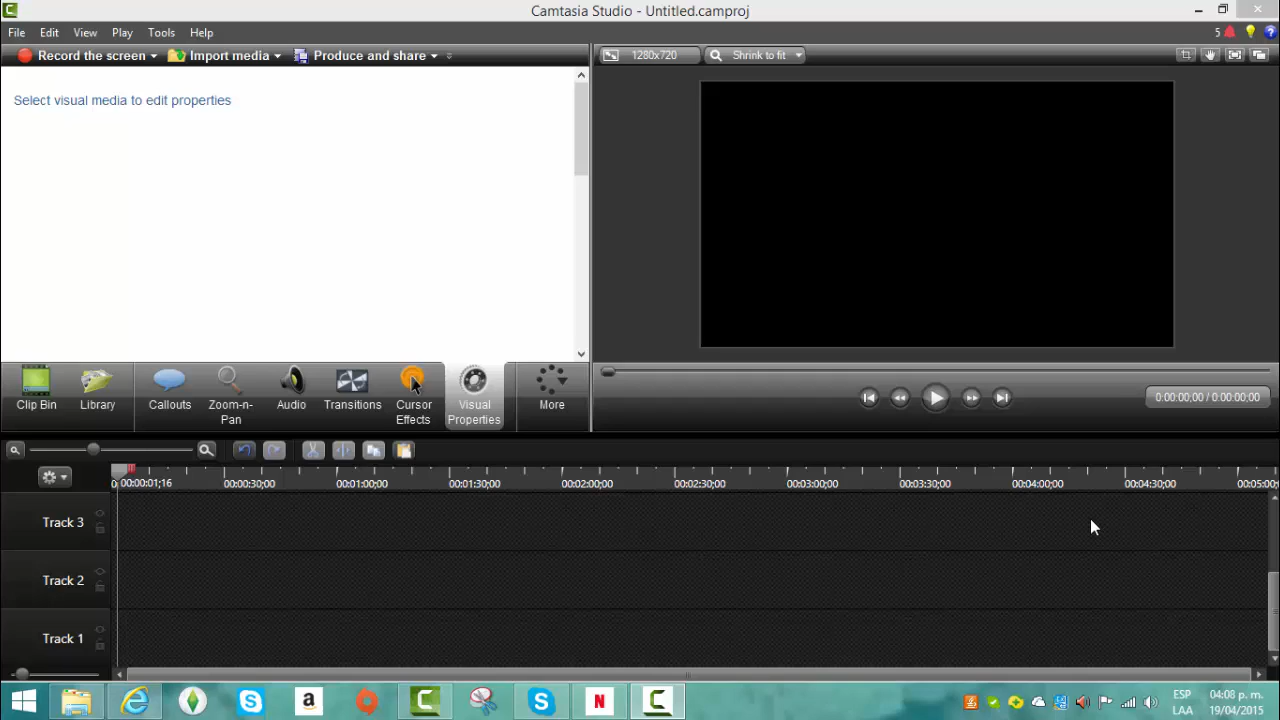 Camtasia Studio - Untitled.camproj
File Edit View Play Tools Help
5
Record the screen Import media Produce and share
1280x720 Shrink to fit
Select visual media to edit properties
Clip Bin Library Callouts Zoom-n-Pan Audio Transitions Cursor Effects Visual Properties More
0:00:00;00 / 0:00:00;00
00:00:01;16 00:00:30;00 00:01:00;00 00:01:30;00 00:02:00;00 00:02:30;00 00:03:00;00 00:03:30;00 00:04:00;00 00:04:30;00 00:05:00;
Track 3
Track 2
Track 1
ESP 04:08 p. m.
LAA 19/04/2015